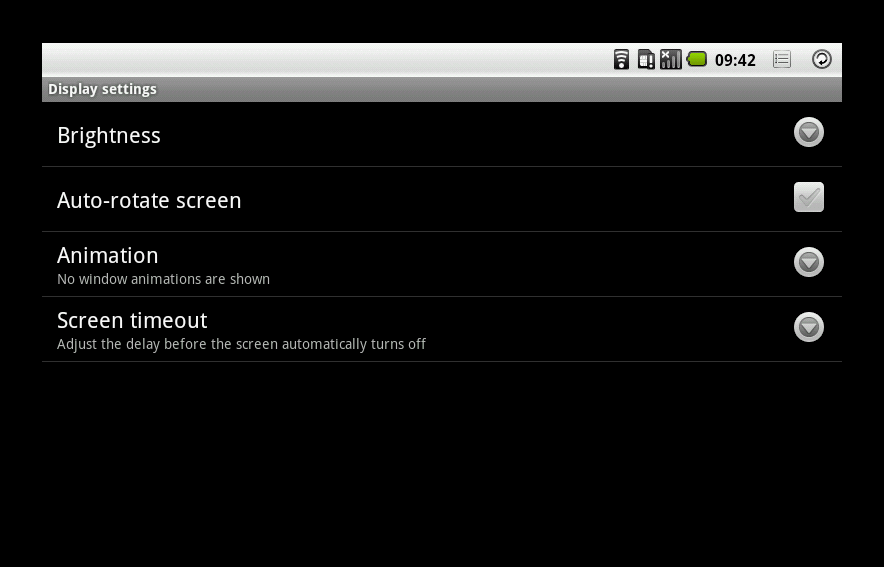 09:42
Display settings
Brightness
Auto-rotate screen
Animation
No window animations are shown
Screen timeout
Adjust the delay before the screen automatically turns off